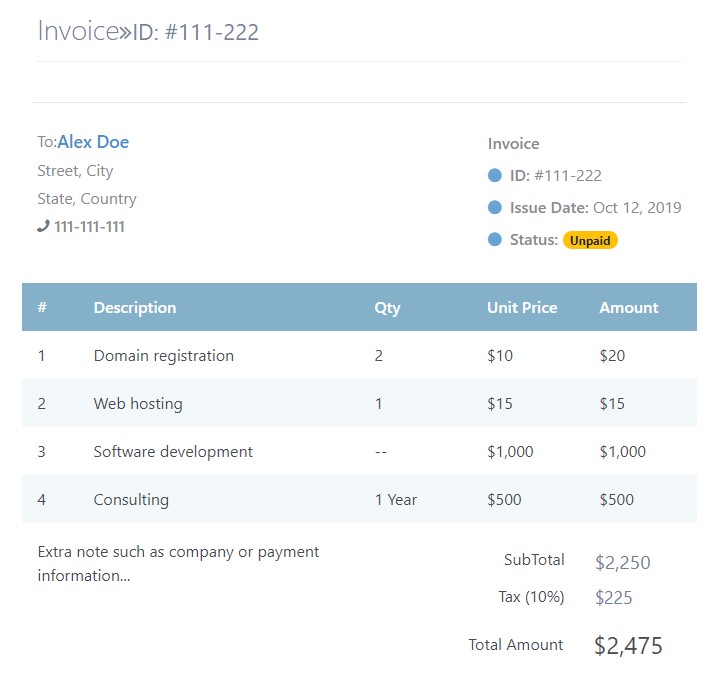 Invoice»ID: #111-222
To:Alex Doe
Street, City
State, Country
111-111-111
Invoice
ID: #111-222
Issue Date: Oct 12, 2019
Status: Unpaid
# Description Qty Unit Price Amount
1 Domain registration 2 $10 $20
2 Web hosting 1 $15 $15
3 Software development -- $1,000 $1,000
4 Consulting 1 Year $500 $500
Extra note such as company or payment
information...
SubTotal $2,250
Tax (10%) $225
Total Amount $2,475